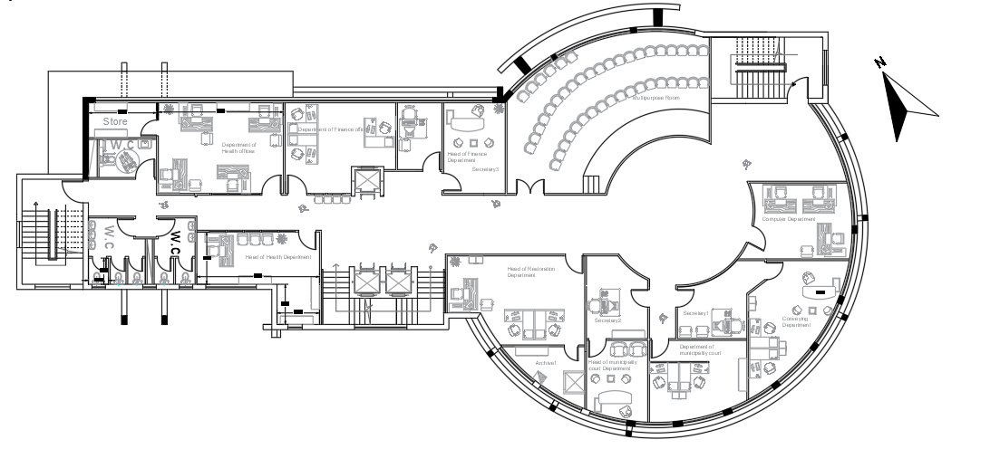 N
Multipurpose Room
Store
W.C
Department of
Health offices
Department of Finance offic
Head of Finance
Department
Secretary3
Computer Department
W.C
W.C
Head of Health Department
Head of Restoration
Department
Secretary2
Secretary1
Conveying
Department
Department of
municipality court
Archive1
Head of municipality
court Department